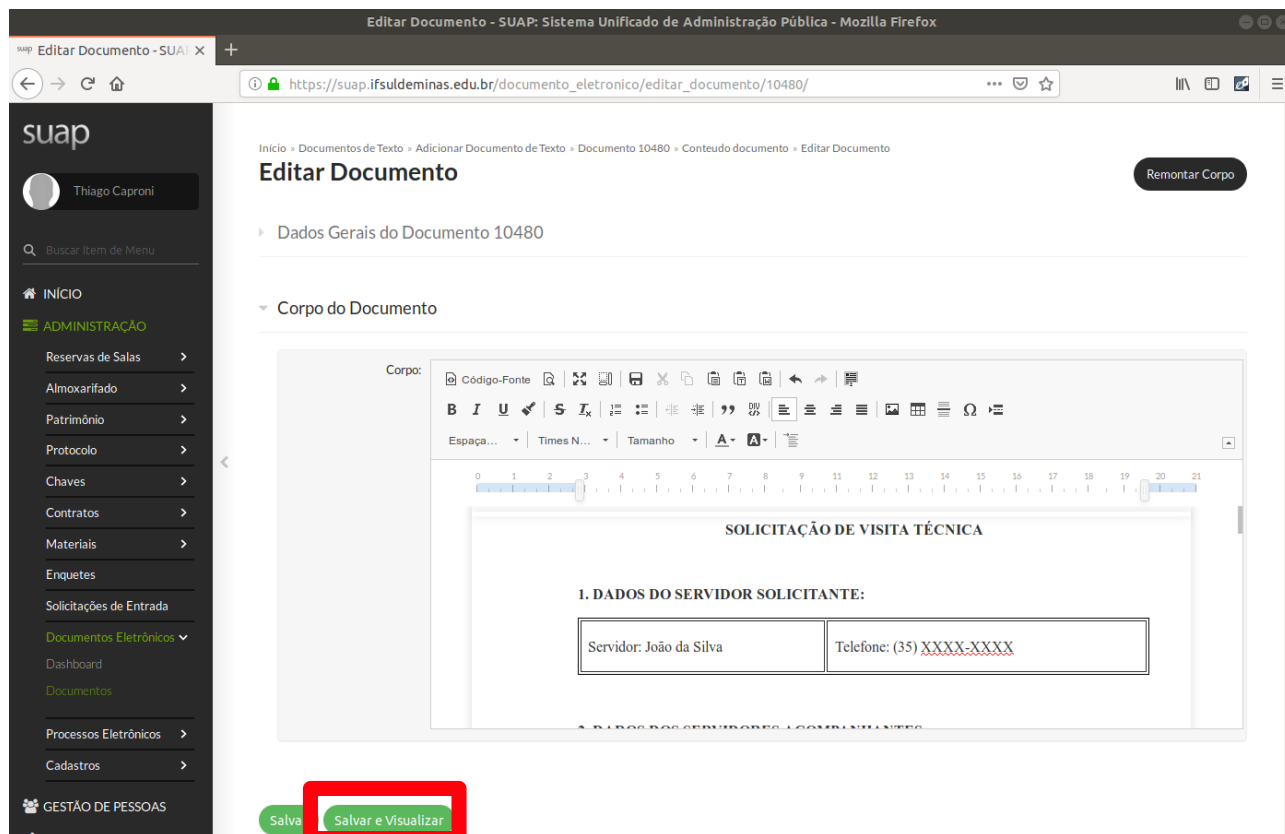 Editar Documento - SUAP: Sistema Unificado de Administração Pública - Mozilla Firefox
suap Editar Documento - SUAP
https://suap.ifsuldeminas.edu.br/documento_eletronico/editar_documento/10480/
suap
Thiago Caproni
Buscar Item de Menu
INÍCIO
ADMINISTRAÇÃO
Reservas de Salas
Almoxarifado
Patrimônio
Protocolo
Chaves
Contratos
Materiais
Enquetes
Solicitações de Entrada
Documentos Eletrônicos
Dashboard
Documentos
Processos Eletrônicos
Cadastros
GESTÃO DE PESSOAS
Início » Documentos de Texto » Adicionar Documento de Texto » Documento 10480 » Conteudo documento » Editar Documento
Editar Documento
Remontar Corpo
Dados Gerais do Documento 10480
Corpo do Documento
Corpo:
Código-Fonte
Espaça... Times N... Tamanho
0 1 2 3 4 5 6 7 8 9 11 12 13 14 15 16 17 18 19 20 21
SOLICITAÇÃO DE VISITA TÉCNICA
1. DADOS DO SERVIDOR SOLICITANTE:
Servidor: João da Silva Telefone: (35) XXXX-XXXX
2. DADOS DOS SERVIDORES ACOMPANHANTES
Salva Salvar e Visualizar